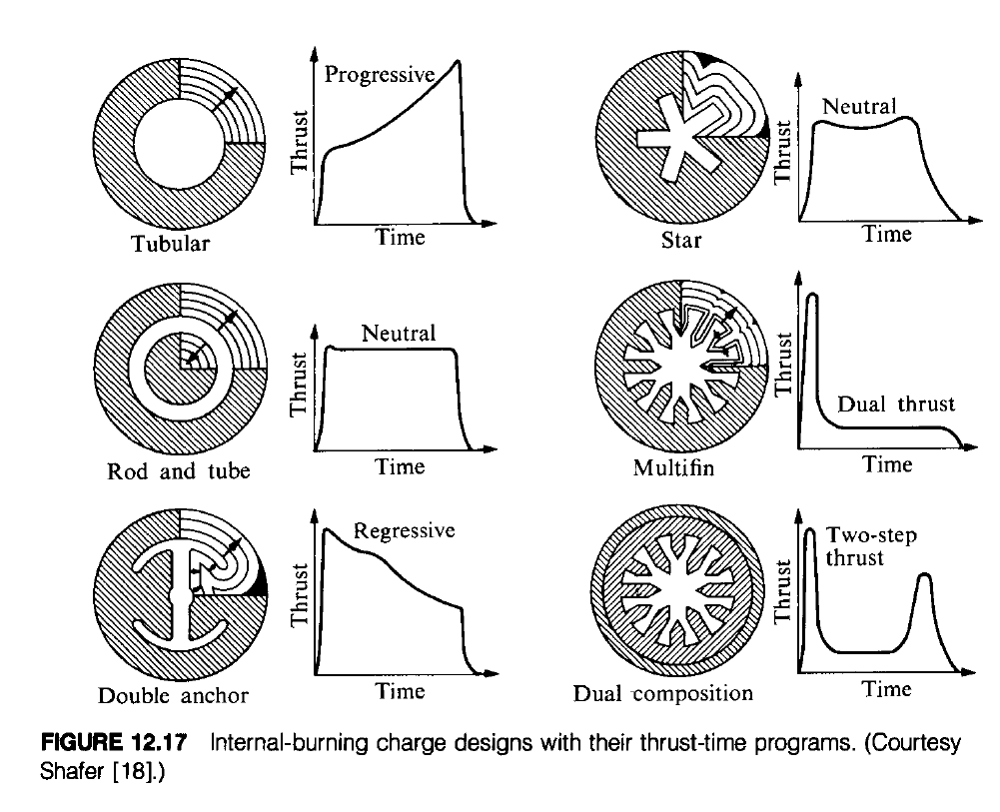 Progressive
Thrust
Time
Tubular
Neutral
Thrust
Time
Star
Neutral
Thrust
Time
Rod and tube
Dual thrust
Thrust
Time
Multifin
Regressive
Thrust
Time
Double anchor
Two-step
thrust
Thrust
Time
Dual composition
FIGURE 12.17 Internal-burning charge designs with their thrust-time programs. (Courtesy
Shafer [18].)